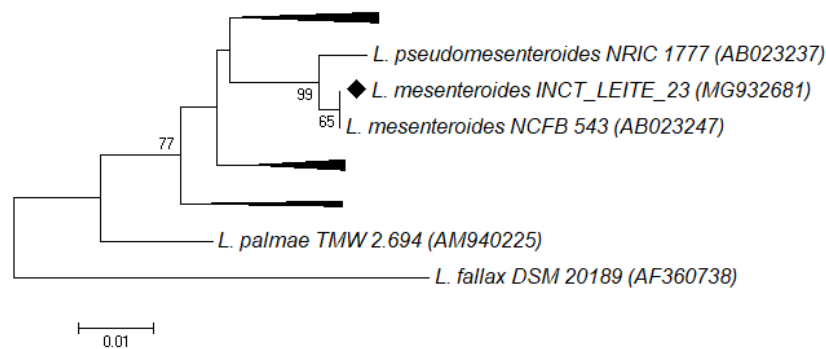 L. pseudomesenteroides NRIC 1777 (AB023237)
99
L. mesenteroides INCT_LEITE_23 (MG932681)
65
L. mesenteroides NCFB 543 (AB023247)
77
L. palmae TMW 2.694 (AM940225)
L. fallax DSM 20189 (AF360738)
0.01